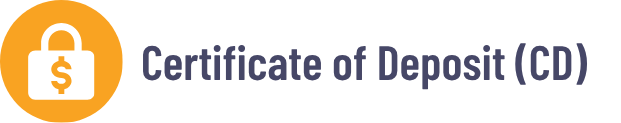 $
Certificate of Deposit (CD)